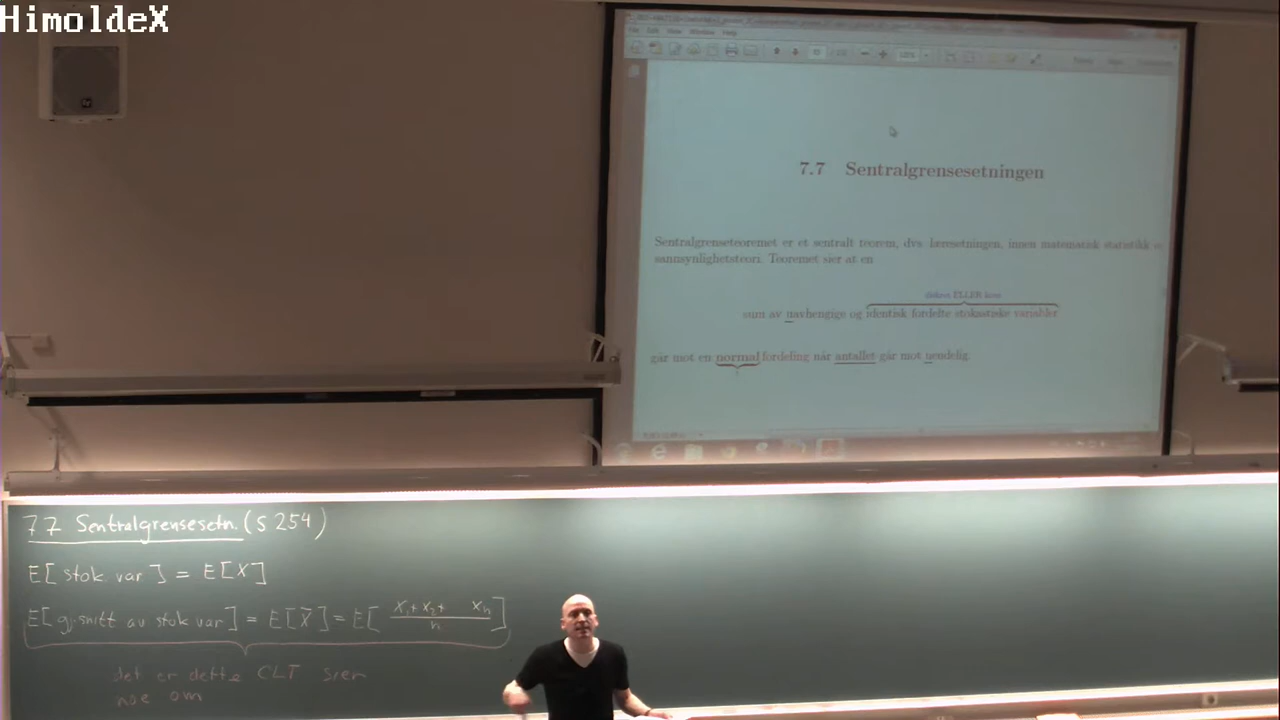 HimoldeX
7.7 Sentralgrensesetningen
Sentralgrenseteoremet er et sentralt teorem, dvs. læresetningen, innen matematisk statistikk
sannsynlighetsteori. Teoremet sier at en
diskret ELLER kont.
sum av uavhengige og identisk fordelte stokastiske variabler
går mot en normalfordeling når antallet går mot uendelig.
7.7 Sentralgrensesetn. (S 254)
E[stok var] = E[X]
E[gj.snitt av stok var] = E[X̄] = E[(X₁+X₂+ Xₙ)/n]
det er dette CLT sier
noe om